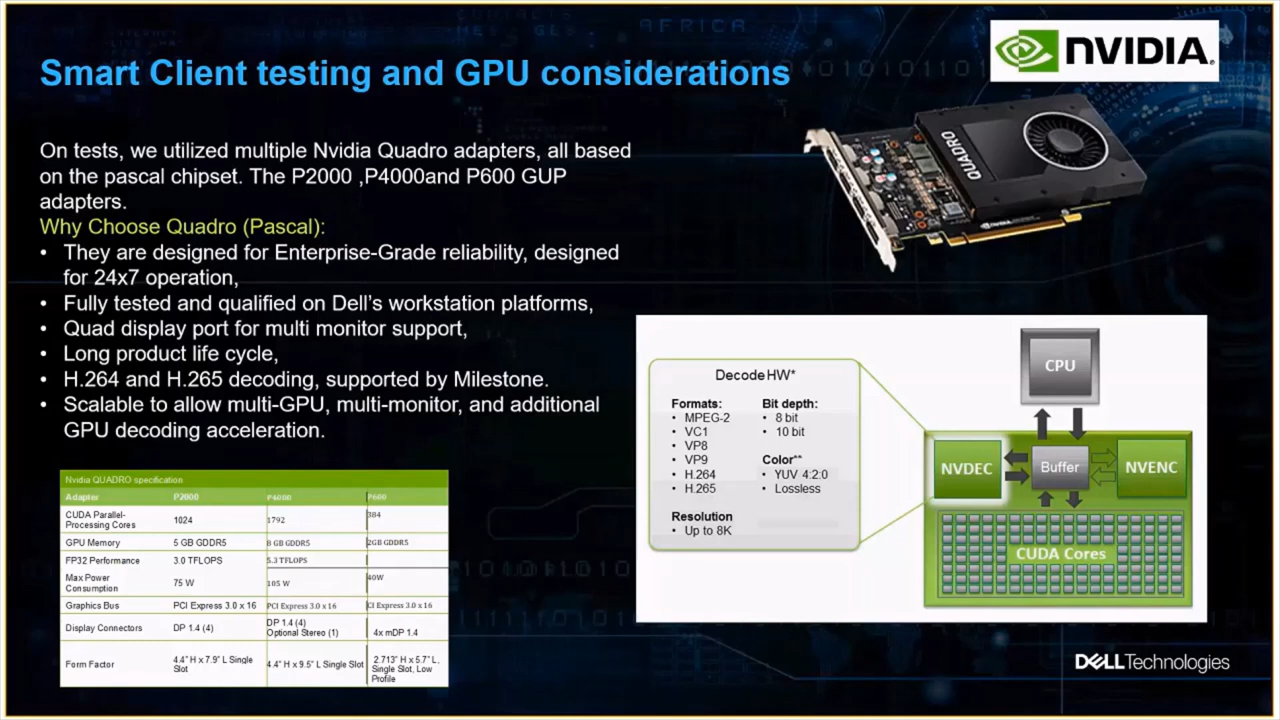 AFRICA
NVIDIA.
Smart Client testing and GPU considerations
On tests, we utilized multiple Nvidia Quadro adapters, all based
on the pascal chipset. The P2000 ,P4000and P600 GUP
adapters.
Why Choose Quadro (Pascal):
• They are designed for Enterprise-Grade reliability, designed
for 24x7 operation,
• Fully tested and qualified on Dell's workstation platforms,
• Quad display port for multi monitor support,
• Long product life cycle,
• H.264 and H.265 decoding, supported by Milestone.
• Scalable to allow multi-GPU, multi-monitor, and additional
GPU decoding acceleration.
QUADRO
Decode HW*
Formats:
• MPEG-2
• VC1
• VP8
• VP9
• H.264
• H.265
Resolution
• Up to 8K
Bit depth:
• 8 bit
• 10 bit
Color**
• YUV 4:2:0
• Lossless
CPU
NVDEC
Buffer
NVENC
CUDA Cores
Nvidia QUADRO specification
Adapter P2000 P4000 P600
CUDA Parallel-
Processing Cores 1024 1792 384
GPU Memory 5 GB GDDR5 8 GB GDDR5 2GB GDDR5
FP32 Performance 3.0 TFLOPS 5.3 TFLOPS
Max Power
Consumption 75 W 105 W 40W
Graphics Bus PCI Express 3.0 x 16 PCI Express 3.0 x 16 CI Express 3.0 x 16
Display Connectors DP 1.4 (4) DP 1.4 (4)
Optional Stereo (1) 4x mDP 1.4
Form Factor 4.4" H x 7.9" L Single
Slot 4.4" H x 9.5" L Single Slot 2.713" H x 5.7" L,
Single Slot, Low
Profile
DELLTechnologies